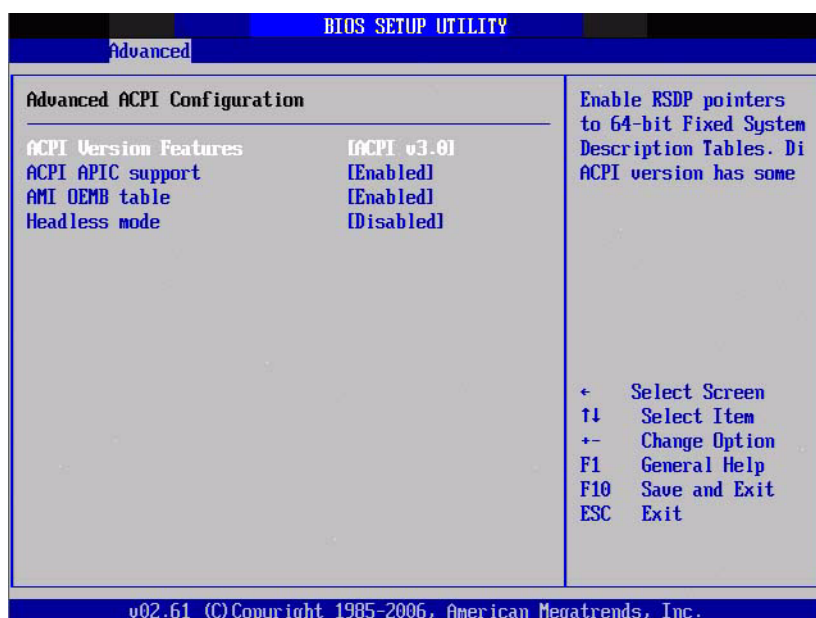 BIOS SETUP UTILITY
Advanced
Advanced ACPI Configuration
ACPI Version Features [ACPI v3.0]
ACPI APIC support [Enabled]
AMI OEMB table [Enabled]
Headless mode [Disabled]
Enable RSDP pointers
to 64-bit Fixed System
Description Tables. Di
ACPI version has some
← Select Screen
↑↓ Select Item
+- Change Option
F1 General Help
F10 Save and Exit
ESC Exit
v02.61 (C)Copyright 1985-2006, American Megatrends, Inc.